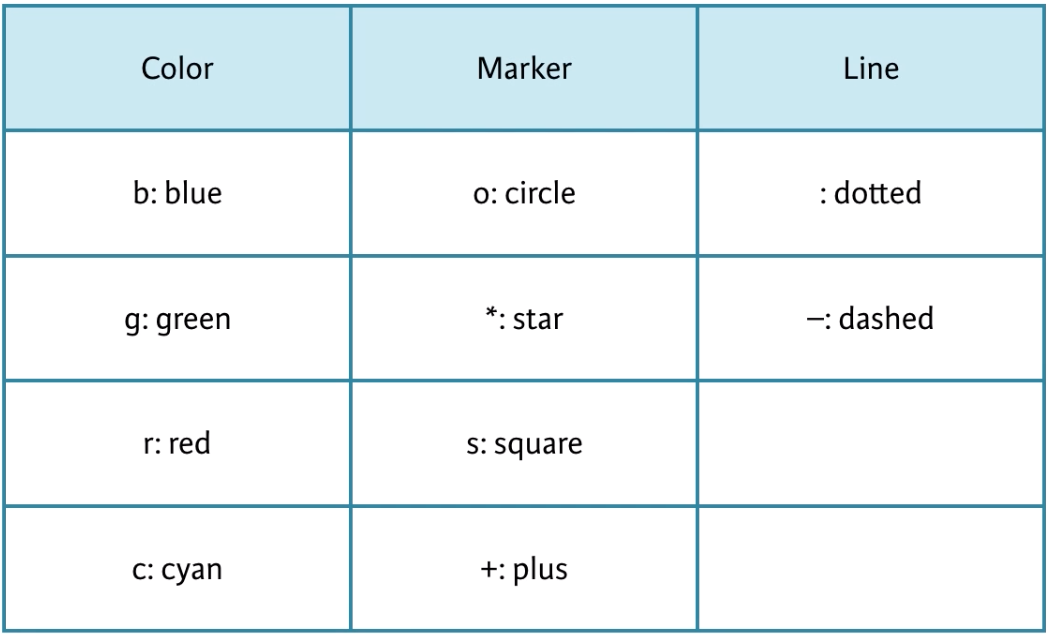 Color Marker Line
b: blue o: circle : dotted
g: green *: star –: dashed
r: red s: square
c: cyan +: plus